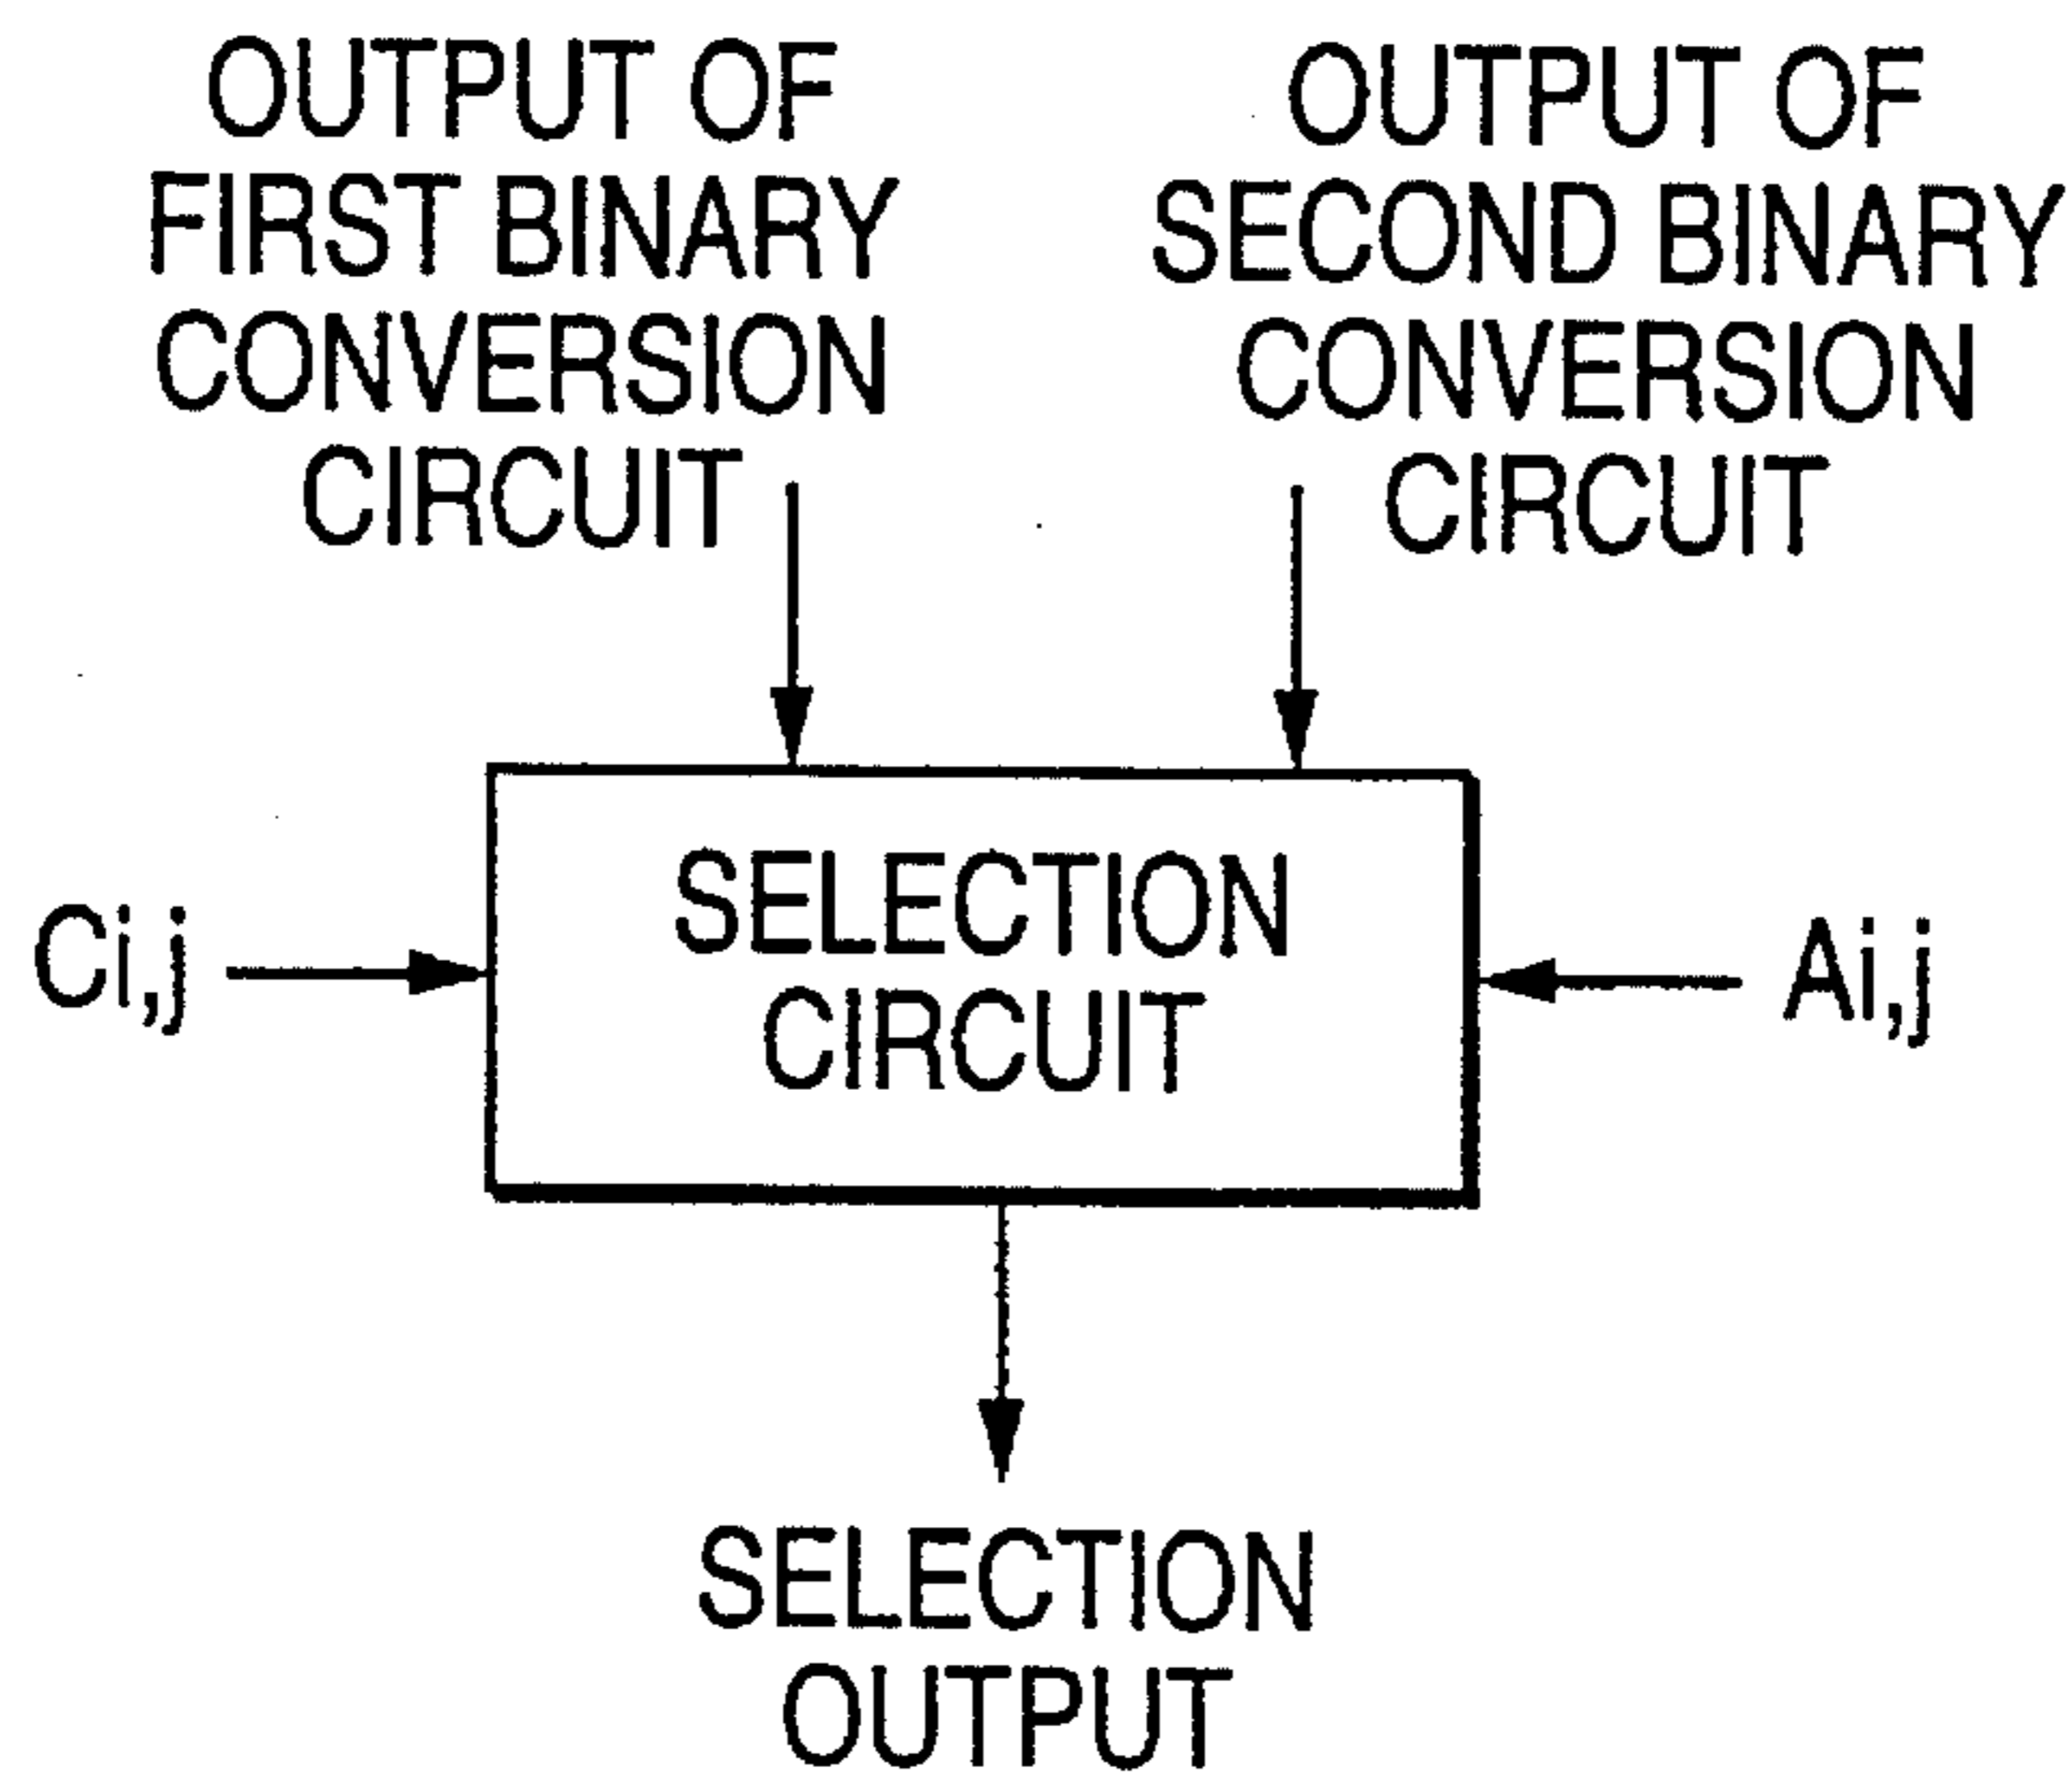 OUTPUT OF
FIRST BINARY
CONVERSION
CIRCUIT
OUTPUT OF
SECOND BINARY
CONVERSION
CIRCUIT
Ci,j
SELECTION
CIRCUIT
Ai,j
SELECTION
OUTPUT